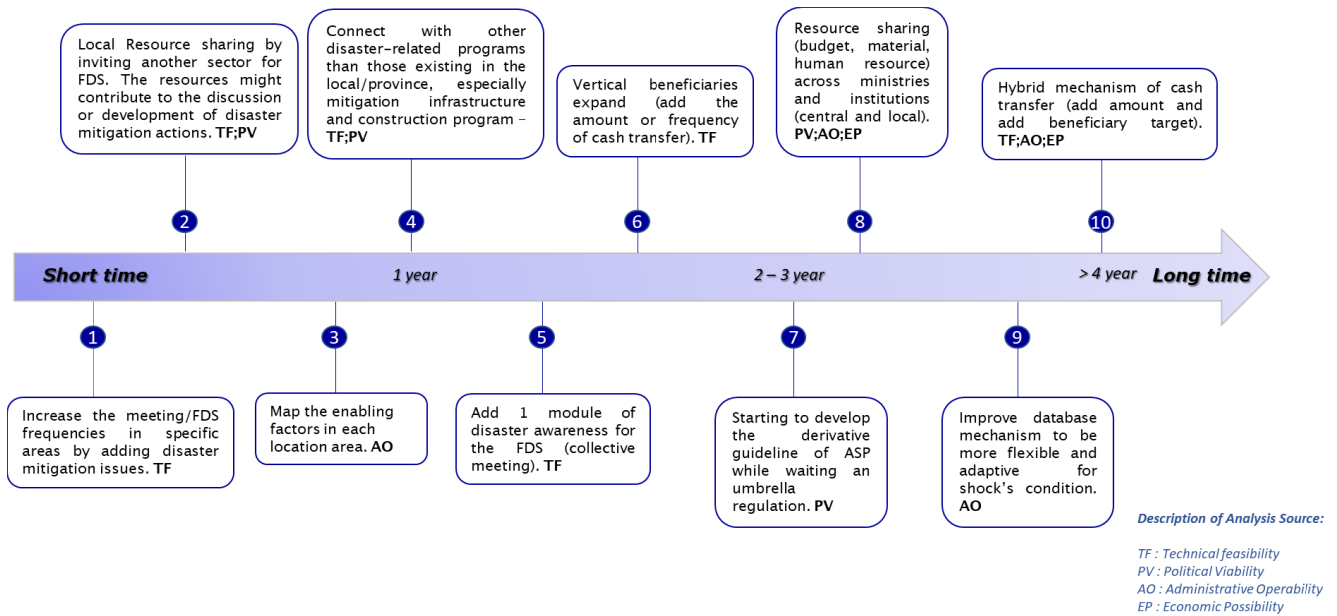 Local Resource sharing by
inviting another sector for
FDS. The resources might
contribute to the discussion
or development of disaster
mitigation actions. TF;PV
Connect with other
disaster-related programs
than those existing in the
local/province, especially
mitigation infrastructure
and construction program –
TF;PV
Vertical beneficiaries
expand (add the
amount or frequency
of cash transfer). TF
Resource sharing
(budget, material,
human resource)
across ministries
and institutions
(central and local).
PV;AO;EP
Hybrid mechanism of cash
transfer (add amount and
add beneficiary target).
TF;AO;EP
2
4
6
8
10
Short time
1 year
2 – 3 year
> 4 year
Long time
1
3
5
7
9
Increase the meeting/FDS
frequencies in specific
areas by adding disaster
mitigation issues. TF
Map the enabling
factors in each
location area. AO
Add 1 module of
disaster awareness for
the FDS (collective
meeting). TF
Starting to develop
the derivative
guideline of ASP
while waiting an
umbrella
regulation. PV
Improve database
mechanism to be
more flexible and
adaptive for
shock's condition.
AO
Description of Analysis Source:
TF : Technical feasibility
PV : Political Viability
AO : Administrative Operability
EP : Economic Possibility